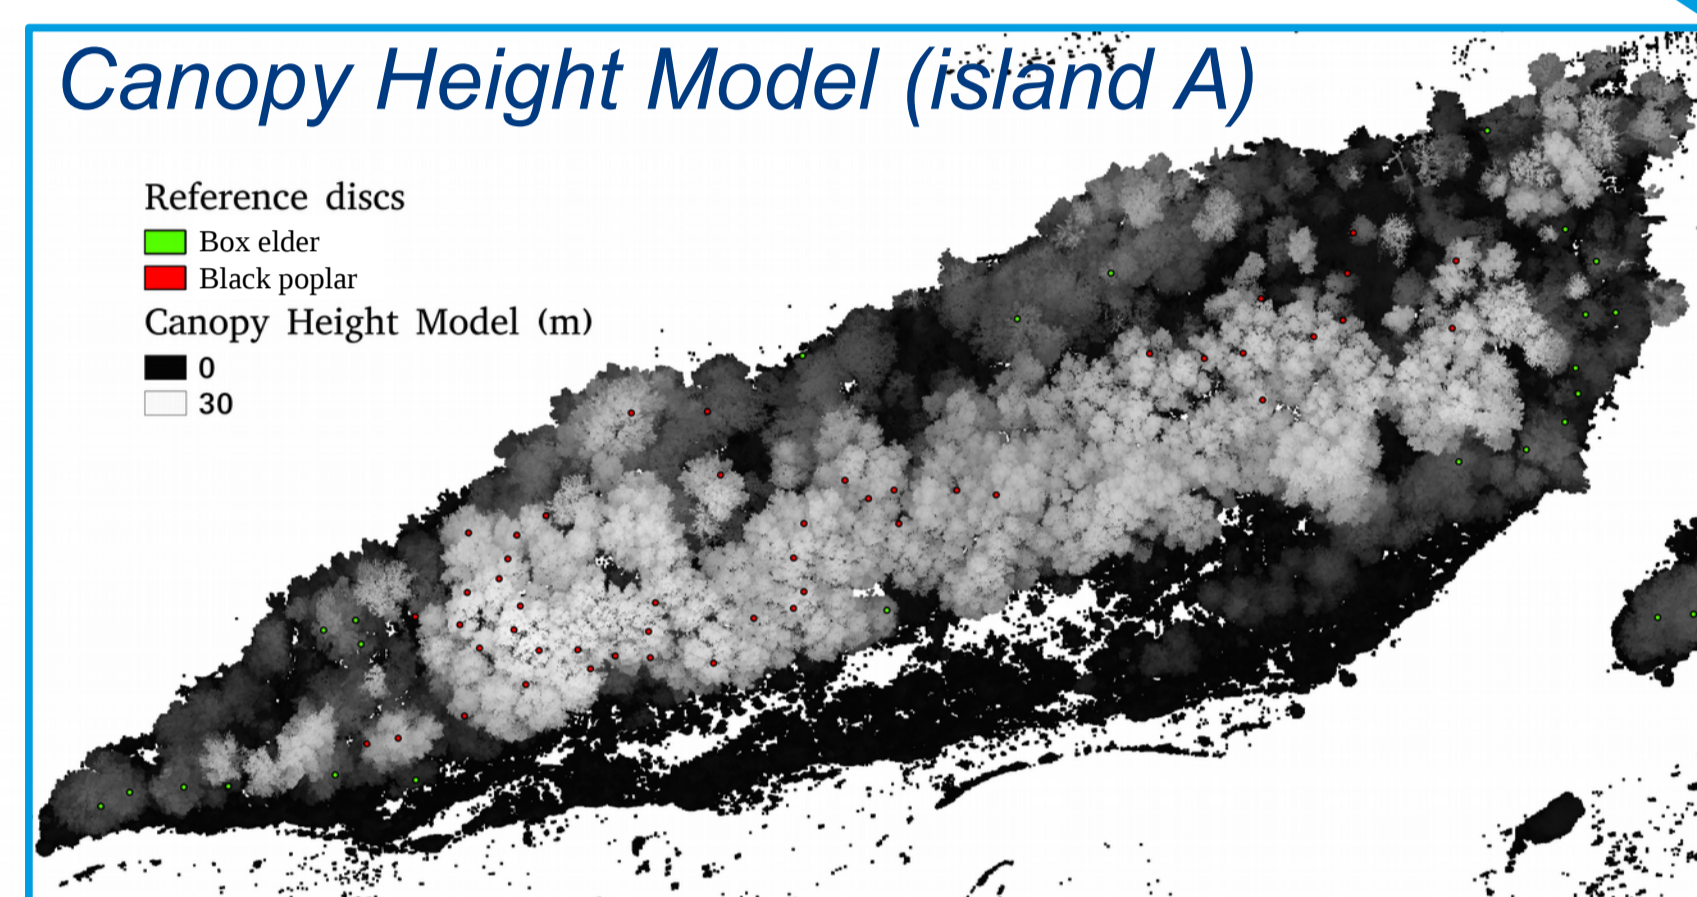 Canopy Height Model (island A)
Reference discs
Box elder
Black poplar
Canopy Height Model (m)
0
30